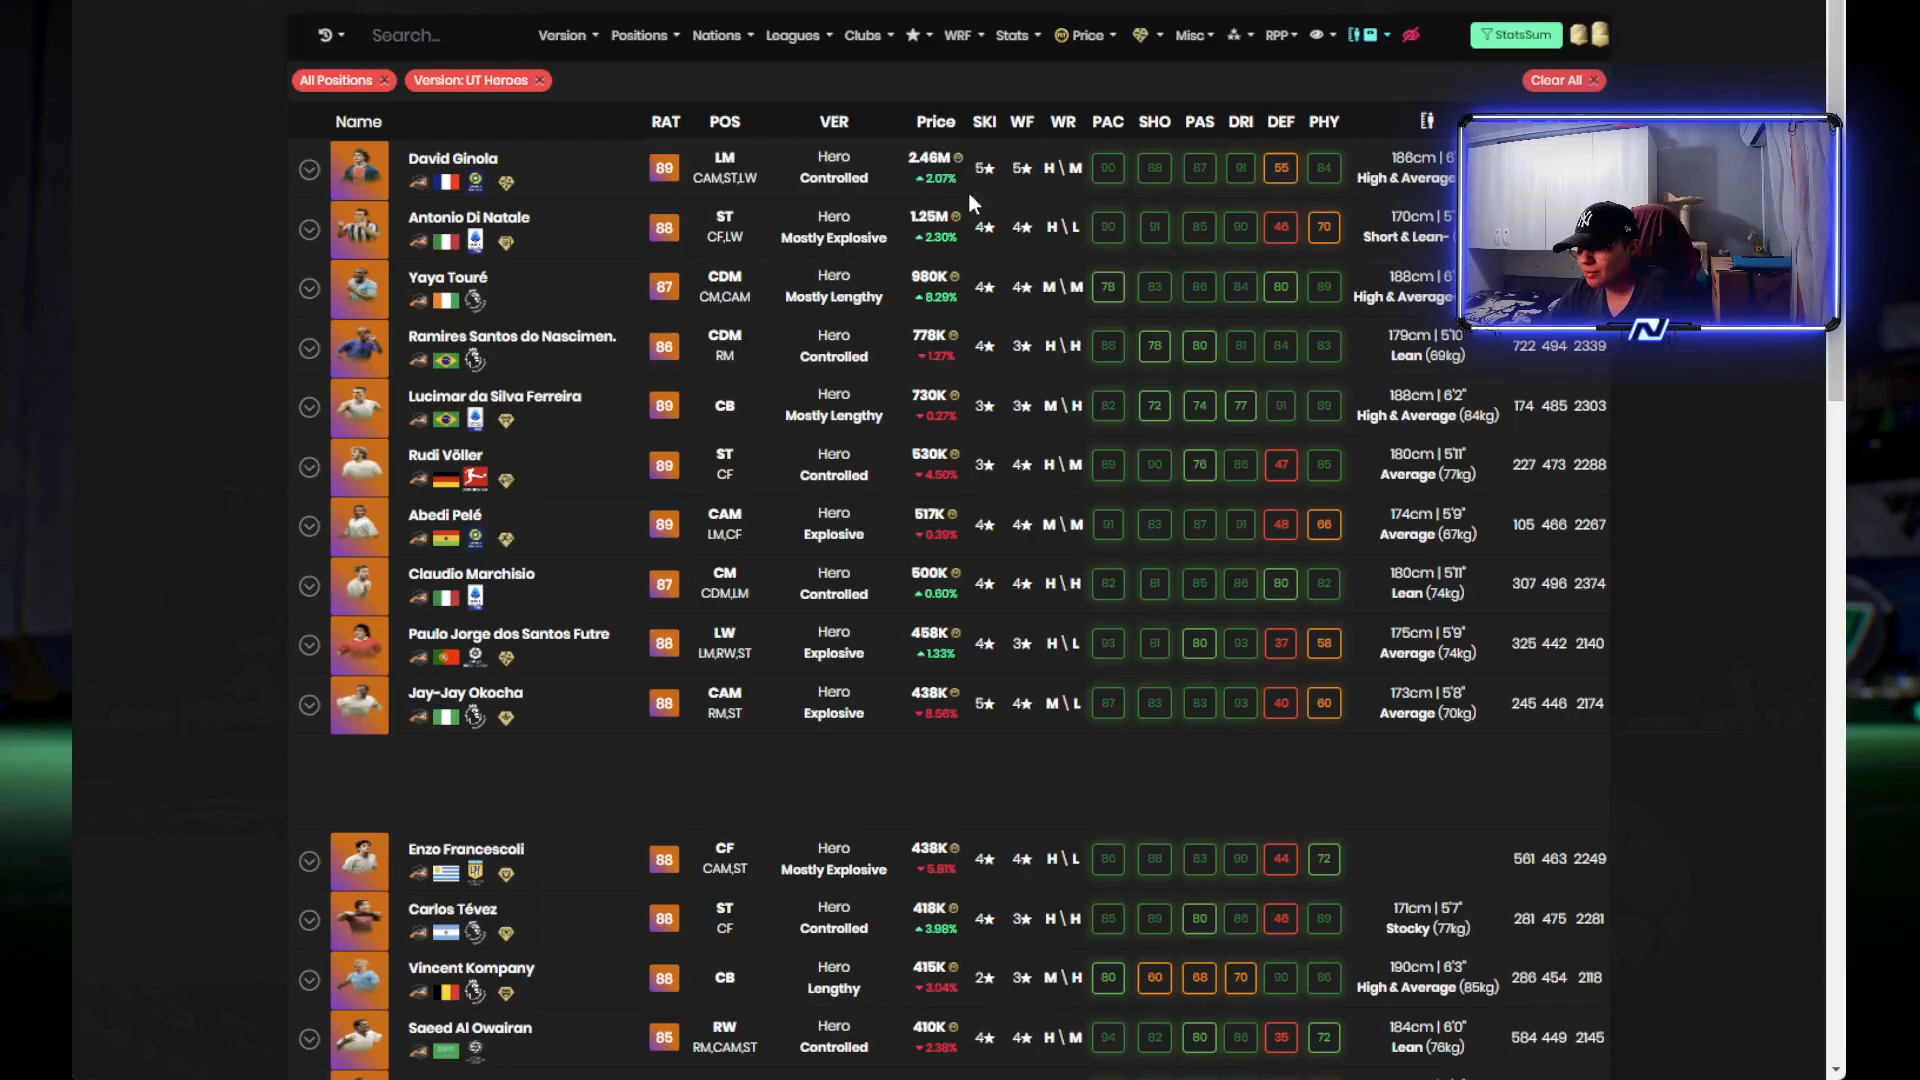 Search... Version Positions Nations Leagues Clubs WRF Stats Price Misc RPP StatsSum
All Positions × Version: UT Heroes × Clear All ×
Name RAT POS VER Price SKI WF WR PAC SHO PAS DRI DEF PHY
David Ginola 89 LM CAM,ST,LW Hero Controlled 2.46M 2.07% 5★ 5★ H \ M 90 88 87 91 55 84 186cm | 6' High & Average
Antonio Di Natale 88 ST CF,LW Hero Mostly Explosive 1.25M 2.30% 4★ 4★ H \ L 90 91 85 90 46 70 170cm | 5' Short & Lean-
Yaya Touré 87 CDM CM,CAM Hero Mostly Lengthy 980K 8.29% 4★ 4★ M \ M 78 83 86 84 80 89 188cm | 6' High & Average
Ramires Santos do Nascimen. 86 CDM RM Hero Controlled 778K 1.27% 4★ 3★ H \ H 88 78 80 81 84 83 179cm | 5'10 Lean (69kg) 722 494 2339
Lucimar da Silva Ferreira 89 CB Hero Mostly Lengthy 730K 0.27% 3★ 3★ M \ H 82 72 74 77 91 89 188cm | 6'2" High & Average (84kg) 174 485 2303
Rudi Völler 89 ST CF Hero Controlled 530K 4.50% 3★ 4★ H \ M 89 90 76 86 47 85 180cm | 5'11" Average (77kg) 227 473 2288
Abedi Pelé 89 CAM LM,CF Hero Explosive 517K 0.39% 4★ 4★ M \ M 91 83 87 91 48 66 174cm | 5'9" Average (67kg) 105 466 2267
Claudio Marchisio 87 CM CDM,LM Hero Controlled 500K 0.60% 4★ 4★ H \ H 82 81 85 86 80 82 180cm | 5'11" Lean (74kg) 307 496 2374
Paulo Jorge dos Santos Futre 88 LW LM,RW,ST Hero Explosive 458K 1.33% 4★ 3★ H \ L 93 81 80 93 37 58 175cm | 5'9" Average (74kg) 325 442 2140
Jay-Jay Okocha 88 CAM RM,ST Hero Explosive 438K 8.56% 5★ 4★ M \ L 87 83 83 93 40 60 173cm | 5'8" Average (70kg) 245 446 2174
Enzo Francescoli 88 CF CAM,ST Hero Mostly Explosive 438K 5.81% 4★ 4★ H \ L 86 88 83 90 44 72 561 463 2249
Carlos Tévez 88 ST CF Hero Controlled 418K 3.98% 4★ 3★ H \ H 85 89 80 86 46 89 171cm | 5'7" Stocky (77kg) 281 475 2281
Vincent Kompany 88 CB Hero Lengthy 415K 3.04% 2★ 3★ M \ H 80 60 68 70 90 86 190cm | 6'3" High & Average (85kg) 286 454 2118
Saeed Al Owairan 85 RW RM,CAM,ST Hero Controlled 410K 2.38% 4★ 4★ H \ M 94 82 80 86 35 72 184cm | 6'0" Lean (76kg) 584 449 2145